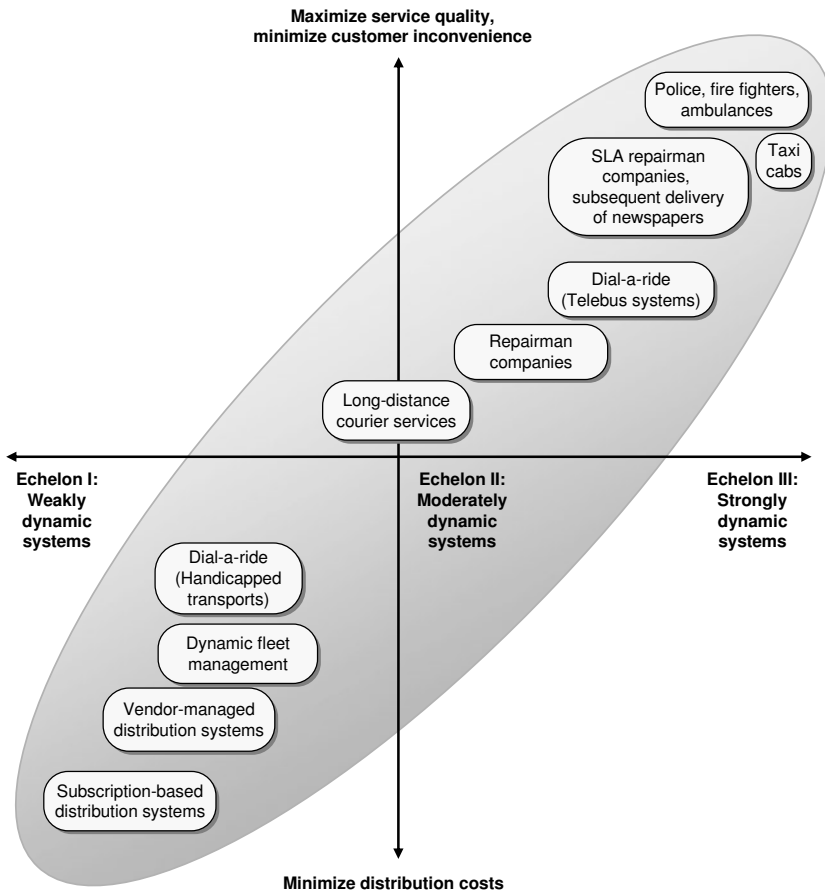 Maximize service quality,
minimize customer inconvenience
Police, fire fighters,
ambulances
SLA repairman
companies,
subsequent delivery
of newspapers
Taxi
cabs
Dial-a-ride
(Telebus systems)
Repairman
companies
Long-distance
courier services
Echelon I:
Weakly
dynamic
systems
Echelon II:
Moderately
dynamic
systems
Echelon III:
Strongly
dynamic
systems
Dial-a-ride
(Handicapped
transports)
Dynamic fleet
management
Vendor-managed
distribution systems
Subscription-based
distribution systems
Minimize distribution costs